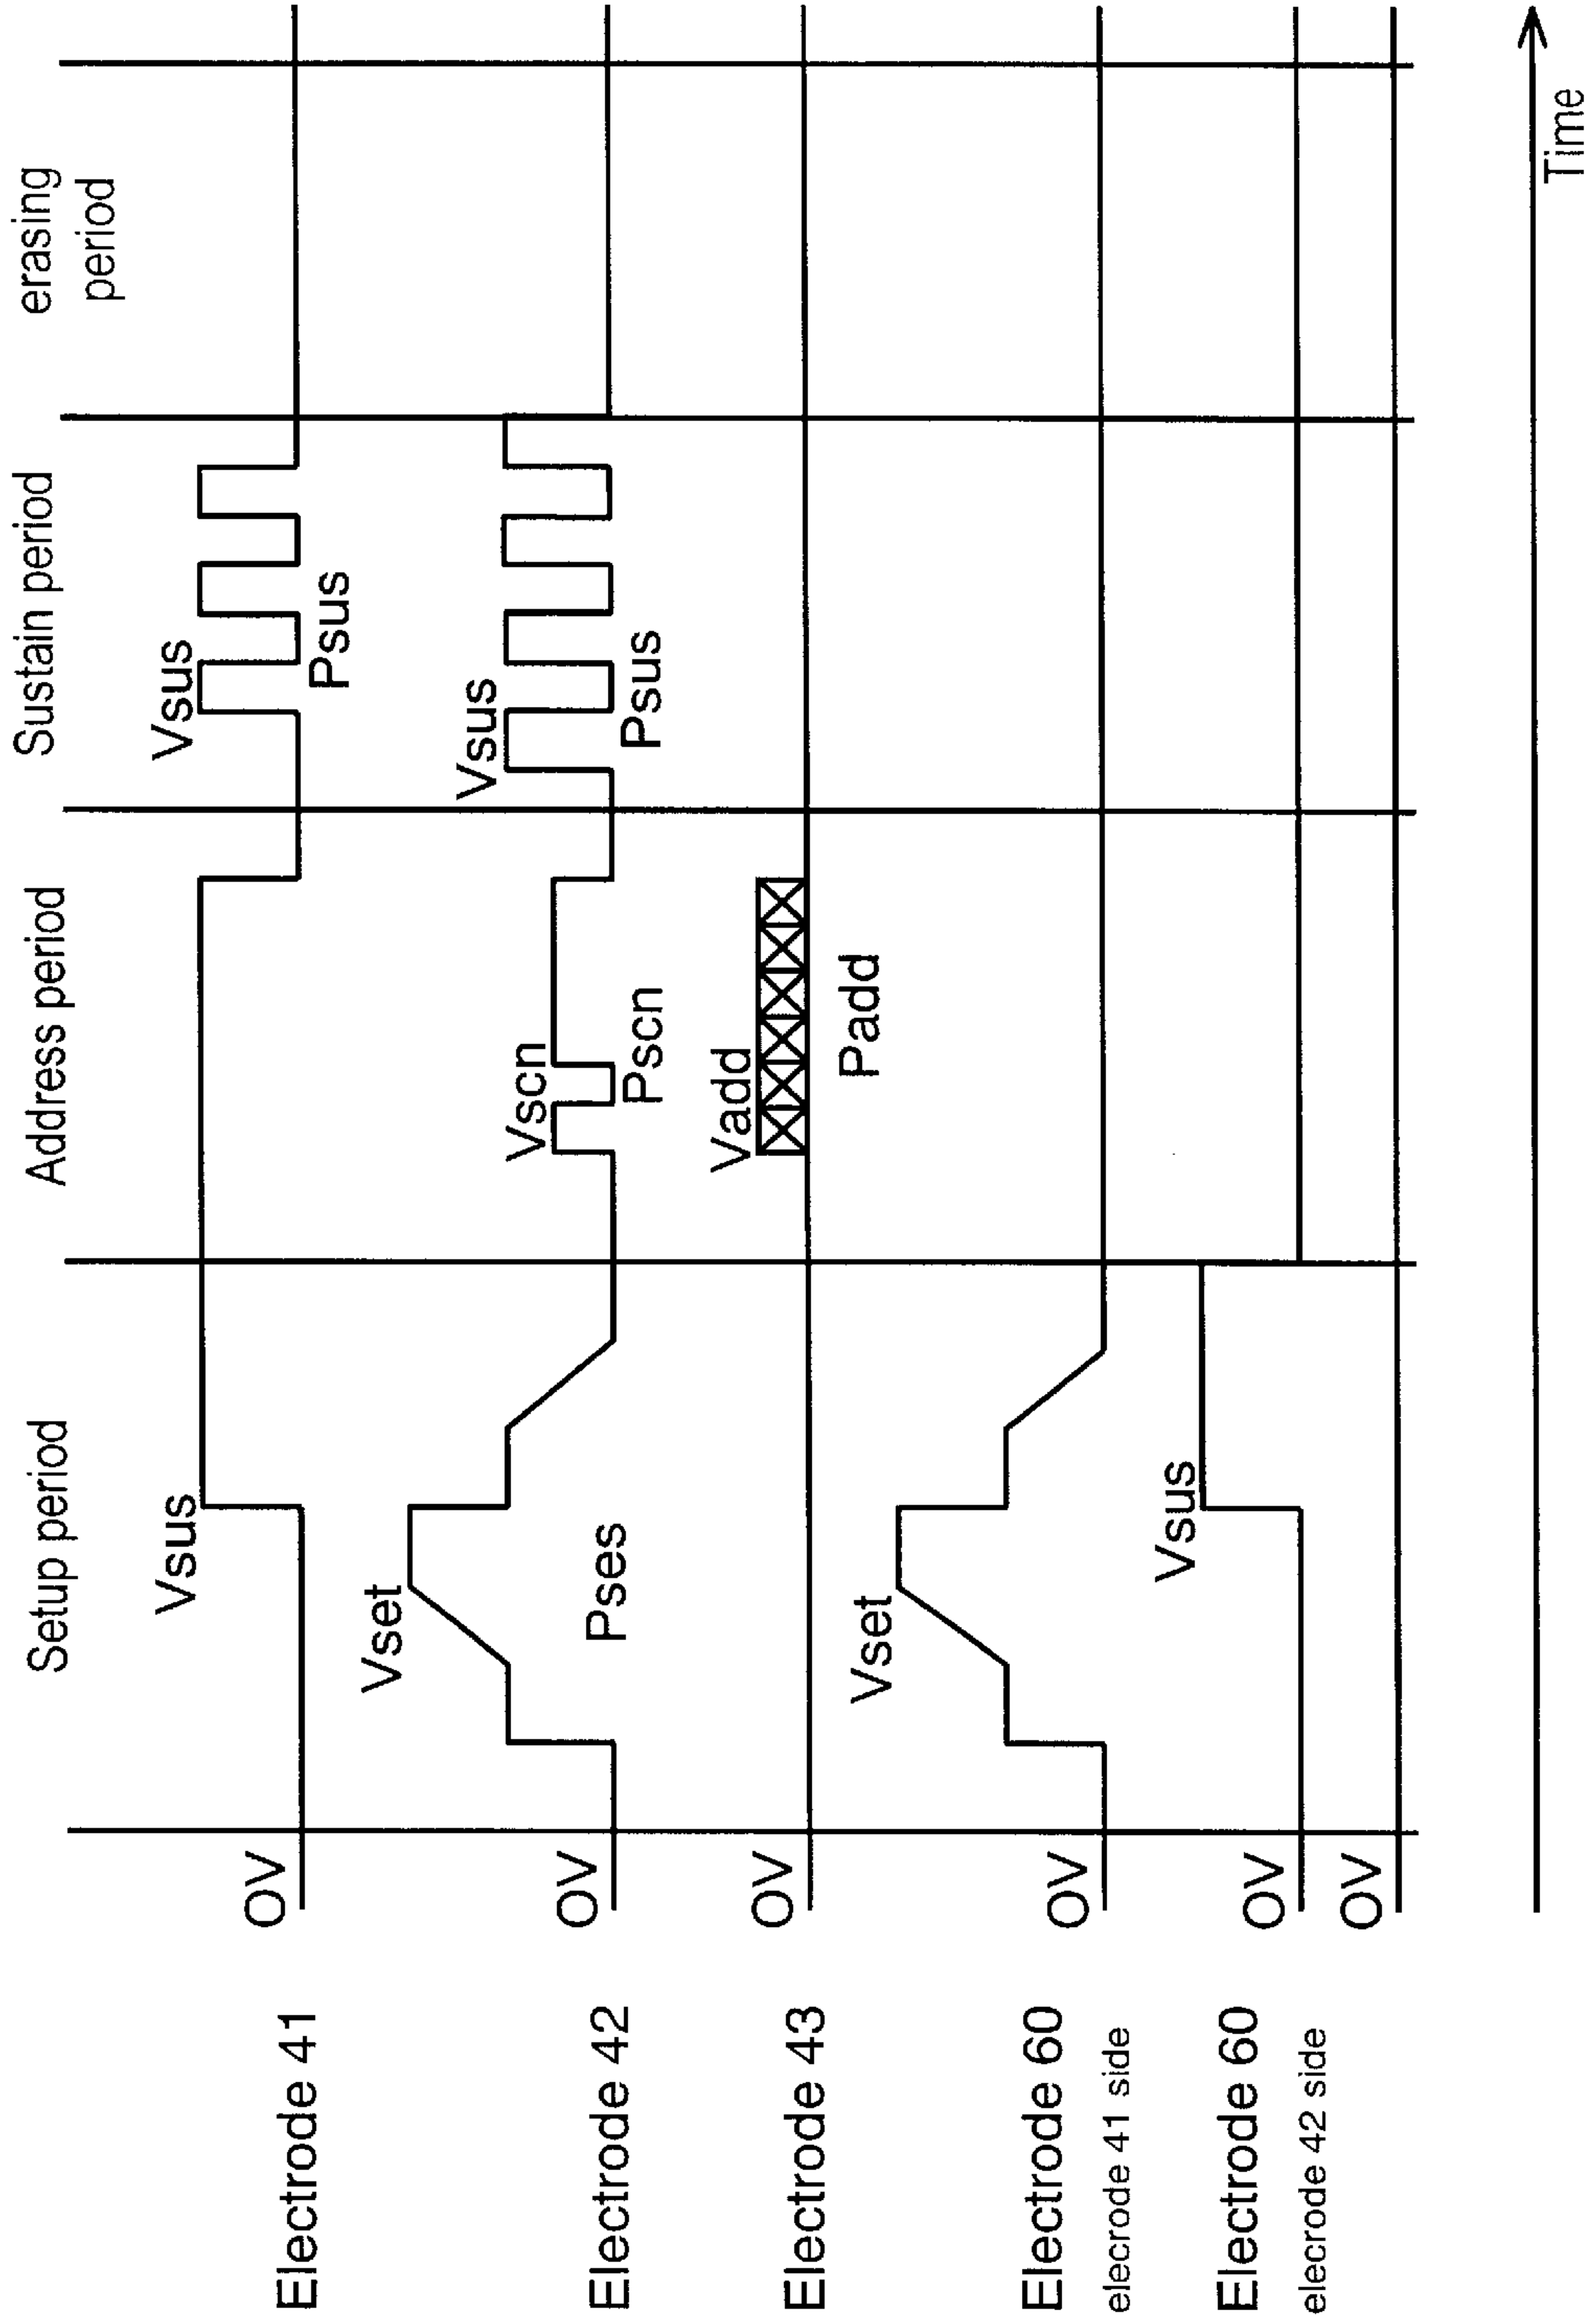 Setup period
Address period
Sustain period
erasing
period
Electrode 41
OV
Vsus
Vsus
Psus
Electrode 42
OV
Vset
Pses
Vscn
Pscn
Vsus
Psus
Electrode 43
OV
Vadd
Padd
Electrode 60
elecrode 41 side
OV
Vset
Electrode 60
elecrode 42 side
OV
Vsus
OV
Time